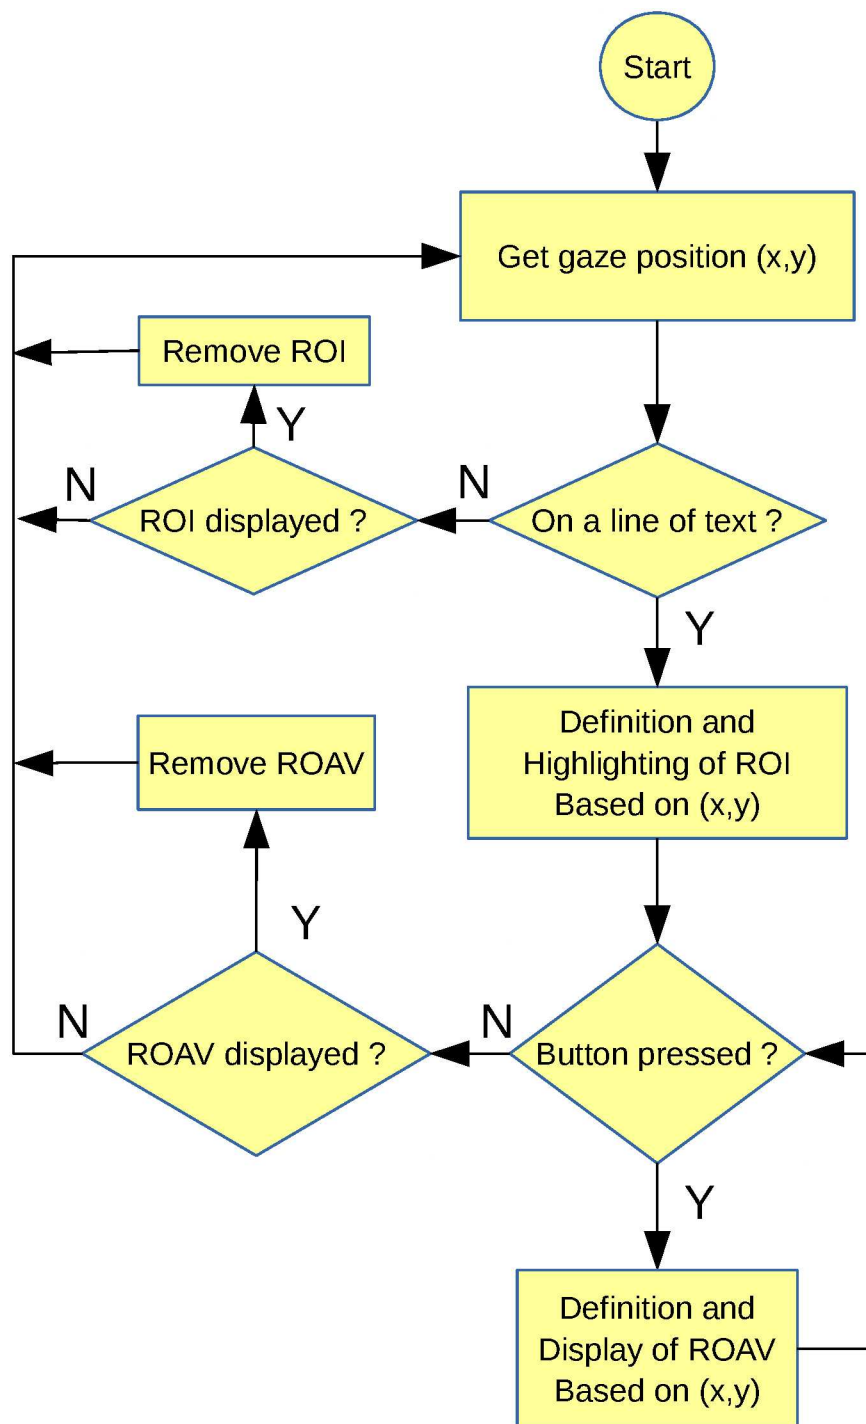 Start
Get gaze position (x,y)
Remove ROI
Y
N
ROI displayed ?
N
On a line of text ?
Y
Definition and
Highlighting of ROI
Based on (x,y)
Remove ROAV
Y
N
ROAV displayed ?
N
Button pressed ?
Y
Definition and
Display of ROAV
Based on (x,y)